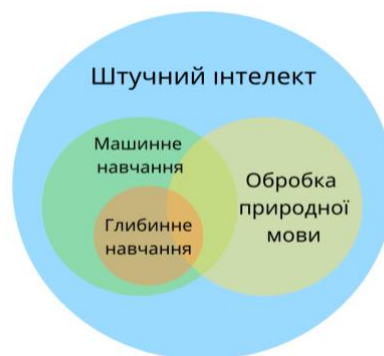 Штучний інтелект
Машинне
навчання
Глибинне
навчання
Обробка
природної
мови